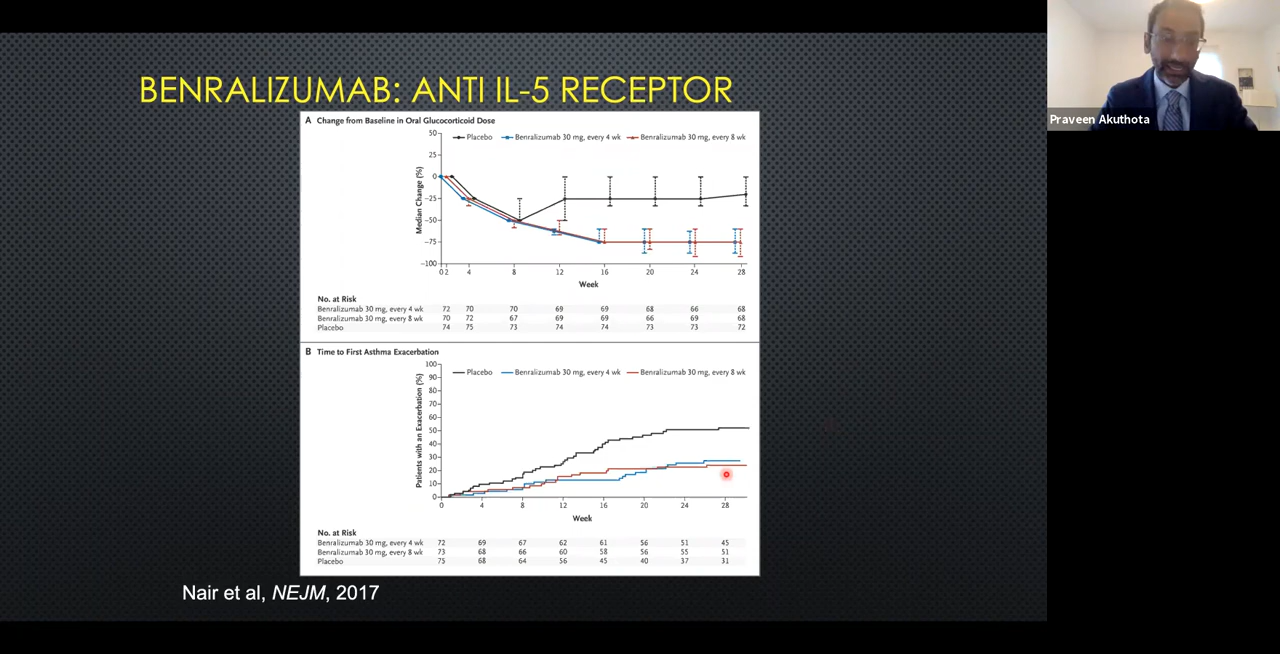 BENRALIZUMAB: ANTI IL-5 RECEPTOR
Praveen Akuthota
A Change from Baseline in Oral Glucocorticoid Dose
Placebo Benralizumab 30 mg, every 4 wk Benralizumab 30 mg, every 8 wk
Median Change (%)
50
25
0
−25
−50
−75
−100
0 2 4 8 12 16 20 24 28
Week
No. at Risk
Benralizumab 30 mg, every 4 wk 72 70 70 69 69 68 66 68
Benralizumab 30 mg, every 8 wk 70 72 67 69 69 66 69 68
Placebo 74 75 73 74 74 73 73 72
B Time to First Asthma Exacerbation
Placebo Benralizumab 30 mg, every 4 wk Benralizumab 30 mg, every 8 wk
Patients with an Exacerbation (%)
100
90
80
70
60
50
40
30
20
10
0
0 4 8 12 16 20 24 28
Week
No. at Risk
Benralizumab 30 mg, every 4 wk 72 69 67 62 61 56 51 45
Benralizumab 30 mg, every 8 wk 73 68 66 60 58 56 55 51
Placebo 75 68 64 56 45 40 37 31
Nair et al, NEJM, 2017